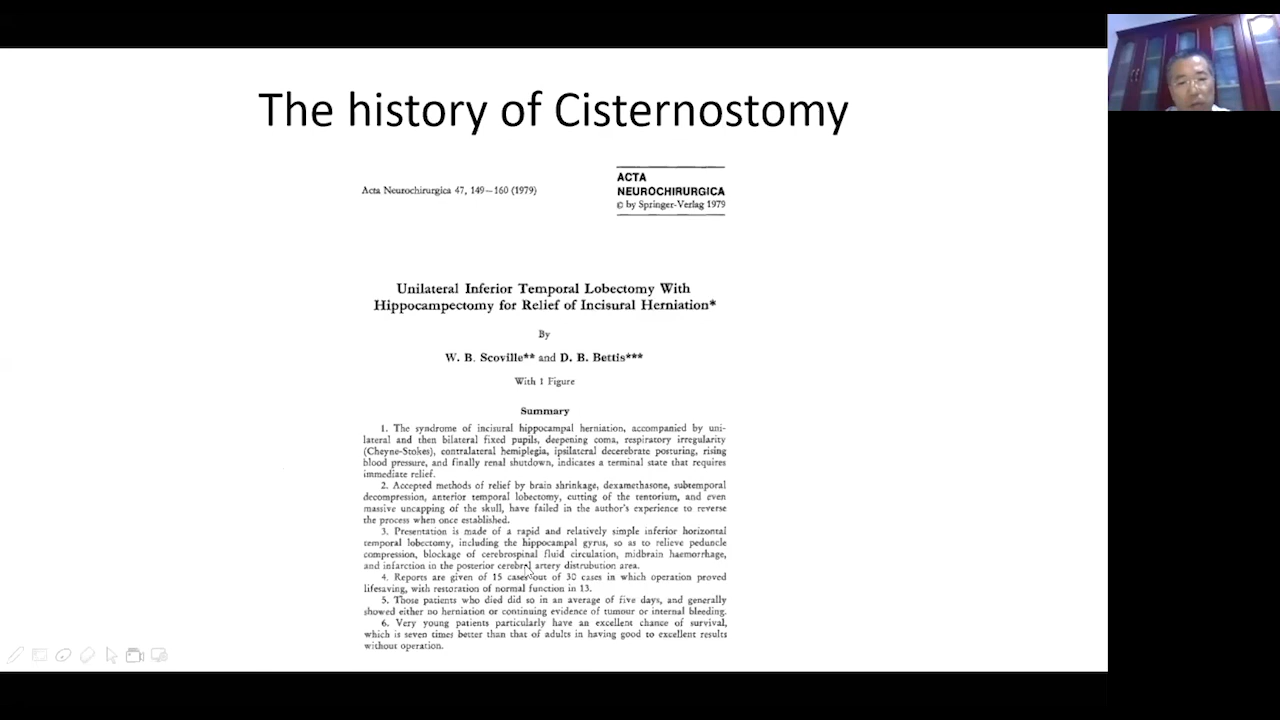 The history of Cisternostomy
Acta Neurochirurgica 47, 149—160 (1979)
ACTA
NEUROCHIRURGICA
© by Springer-Verlag 1979
Unilateral Inferior Temporal Lobectomy With
Hippocampectomy for Relief of Incisural Herniation*
By
W. B. Scoville** and D. B. Bettis***
With 1 Figure
Summary
1. The syndrome of incisural hippocampal herniation, accompanied by uni-
lateral and then bilateral fixed pupils, deepening coma, respiratory irregularity
(Cheyne-Stokes), contralateral hemiplegia, ipsilateral decerebrate posturing, rising
blood pressure, and finally renal shutdown, indicates a terminal state that requires
immediate relief.
2. Accepted methods of relief by brain shrinkage, dexamethasone, subtemporal
decompression, anterior temporal lobectomy, cutting of the tentorium, and even
massive uncapping of the skull, have failed in the author's experience to reverse
the process when once established.
3. Presentation is made of a rapid and relatively simple inferior horizontal
temporal lobectomy, including the hippocampal gyrus, so as to relieve peduncle
compression, blockage of cerebrospinal fluid circulation, midbrain haemorrhage,
and infarction in the posterior cerebral artery distrubution area.
4. Reports are given of 15 cases out of 30 cases in which operation proved
lifesaving, with restoration of normal function in 13.
5. Those patients who died did so in an average of five days, and generally
showed either no herniation or continuing evidence of tumour or internal bleeding.
6. Very young patients particularly have an excellent chance of survival,
which is seven times better than that of adults in having good to excellent results
without operation.